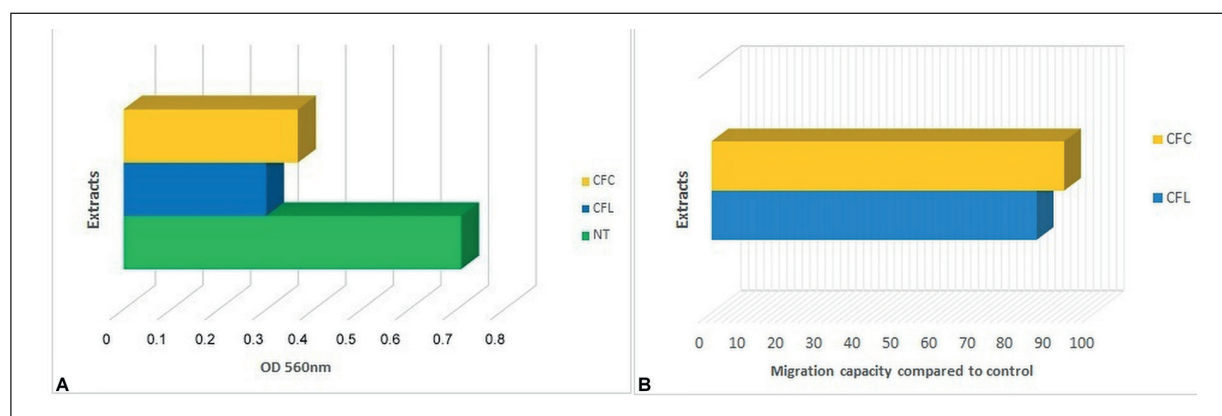 Extracts
CFC
CFL
NT
0 0.1 0.2 0.3 0.4 0.5 0.6 0.7 0.8
OD 560nm
A
Extracts
CFC
CFL
0 10 20 30 40 50 60 70 80 90 100
Migration capacity compared to control
B